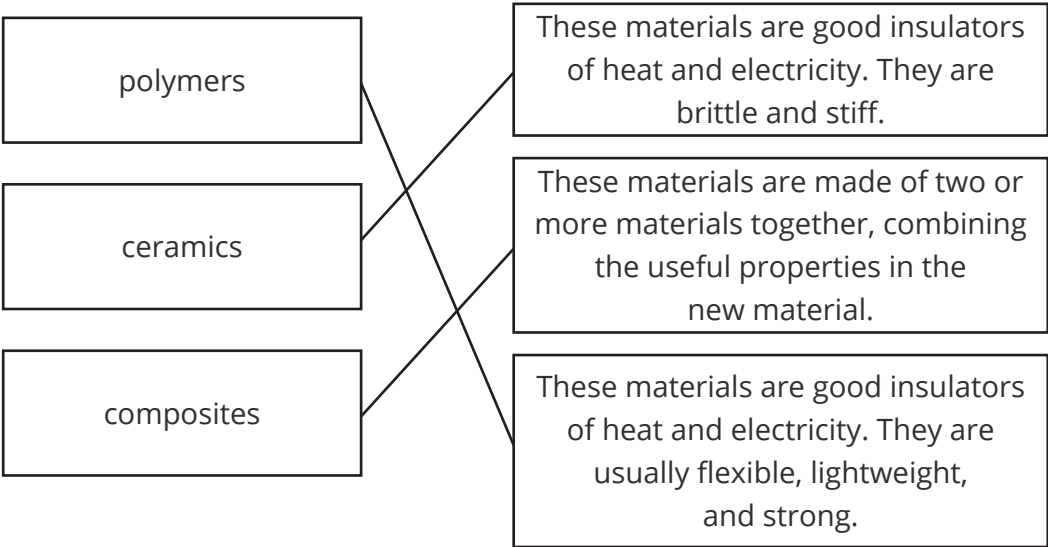 polymers
ceramics
composites
These materials are good insulators
of heat and electricity. They are
brittle and stiff.
These materials are made of two or
more materials together, combining
the useful properties in the
new material.
These materials are good insulators
of heat and electricity. They are
usually flexible, lightweight,
and strong.